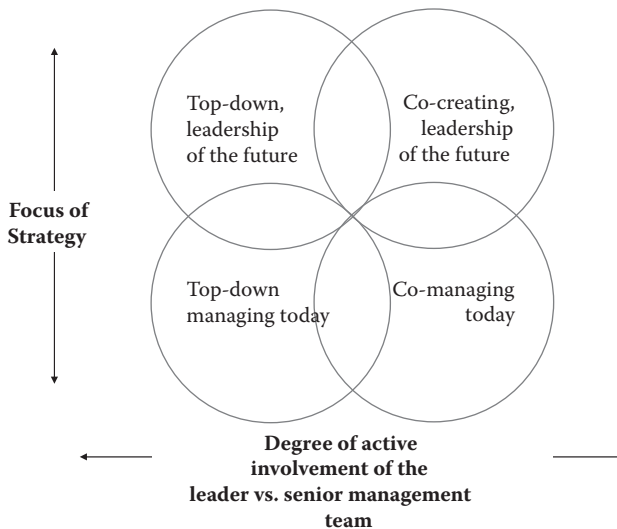 Top-down,
leadership
of the future
Co-creating,
leadership
of the future
Focus of
Strategy
Top-down
managing today
Co-managing
today
Degree of active
involvement of the
leader vs. senior management
team